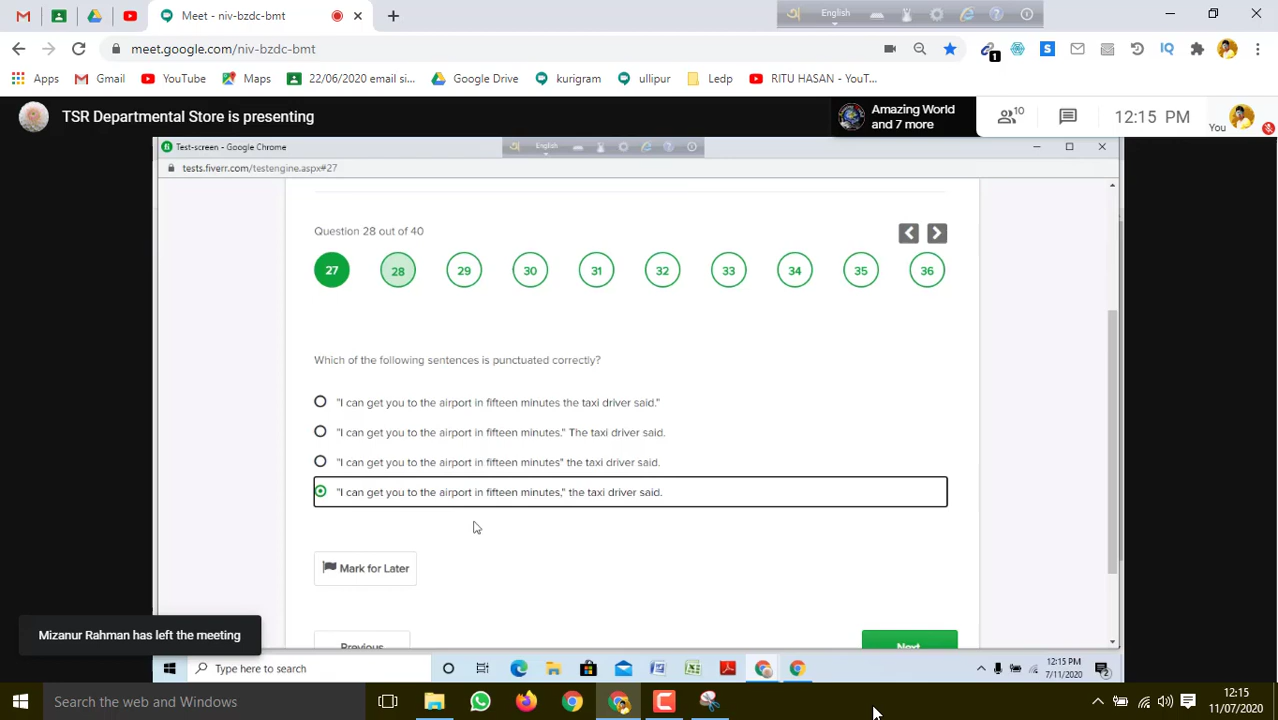 Meet - niv-bzdc-bmt
English
meet.google.com/niv-bzdc-bmt
1
IQ
Apps
Gmail
YouTube
Maps
22/06/2020 email si...
Google Drive
kurigram
ullipur
Ledp
RITU HASAN - YouT...
TSR Departmental Store is presenting
Amazing World
and 7 more
10
12:15 PM
You
Test-screen - Google Chrome
English
tests.fiverr.com/testengine.aspx#27
Question 28 out of 40
27 28 29 30 31 32 33 34 35 36
Which of the following sentences is punctuated correctly?
"I can get you to the airport in fifteen minutes the taxi driver said."
"I can get you to the airport in fifteen minutes." The taxi driver said.
"I can get you to the airport in fifteen minutes" the taxi driver said.
"I can get you to the airport in fifteen minutes," the taxi driver said.
Mark for Later
Mizanur Rahman has left the meeting
Previous
Next
Type here to search
12:15 PM
7/11/2020
2
Search the web and Windows
12:15
11/07/2020